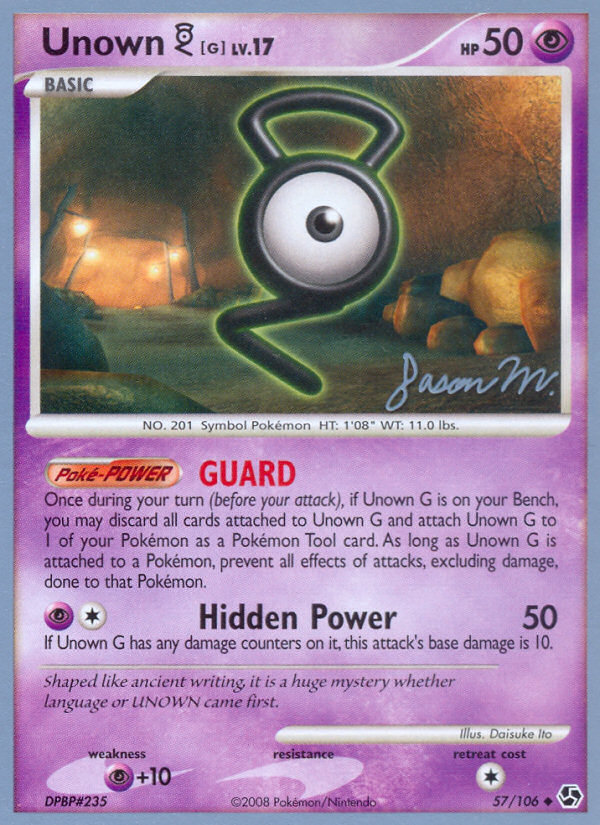 Unown [G] LV.17 HP 50
BASIC
Jason M.
NO. 201 Symbol Pokémon HT: 1'08" WT: 11.0 lbs.
Poké-POWER GUARD
Once during your turn (before your attack), if Unown G is on your Bench,
you may discard all cards attached to Unown G and attach Unown G to
1 of your Pokémon as a Pokémon Tool card. As long as Unown G is
attached to a Pokémon, prevent all effects of attacks, excluding damage,
done to that Pokémon.
Hidden Power 50
If Unown G has any damage counters on it, this attack's base damage is 10.
Shaped like ancient writing, it is a huge mystery whether
language or UNOWN came first.
Illus. Daisuke Ito
weakness resistance retreat cost
+10
DPBP#235 ©2008 Pokémon/Nintendo 57/106